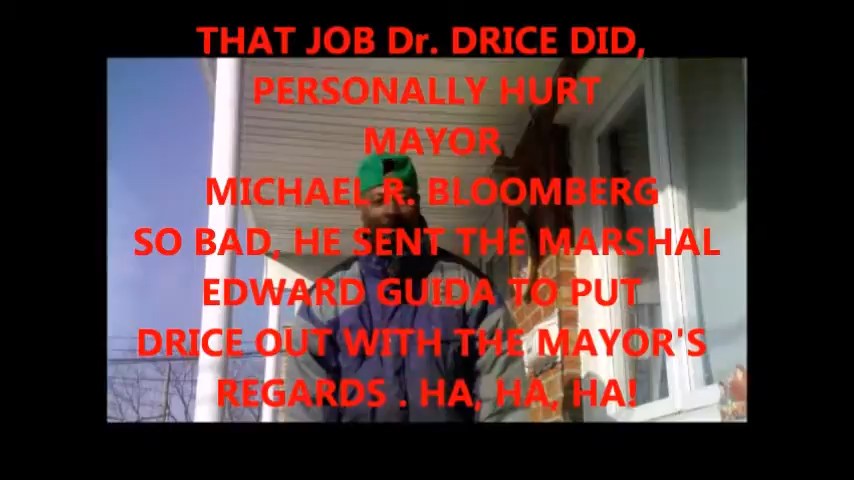 THAT JOB Dr. DRICE DID,
PERSONALLY HURT
MAYOR
MICHAEL R. BLOOMBERG
SO BAD, HE SENT THE MARSHAL
EDWARD GUIDA TO PUT
DRICE OUT WITH THE MAYOR'S
REGARDS . HA, HA, HA!